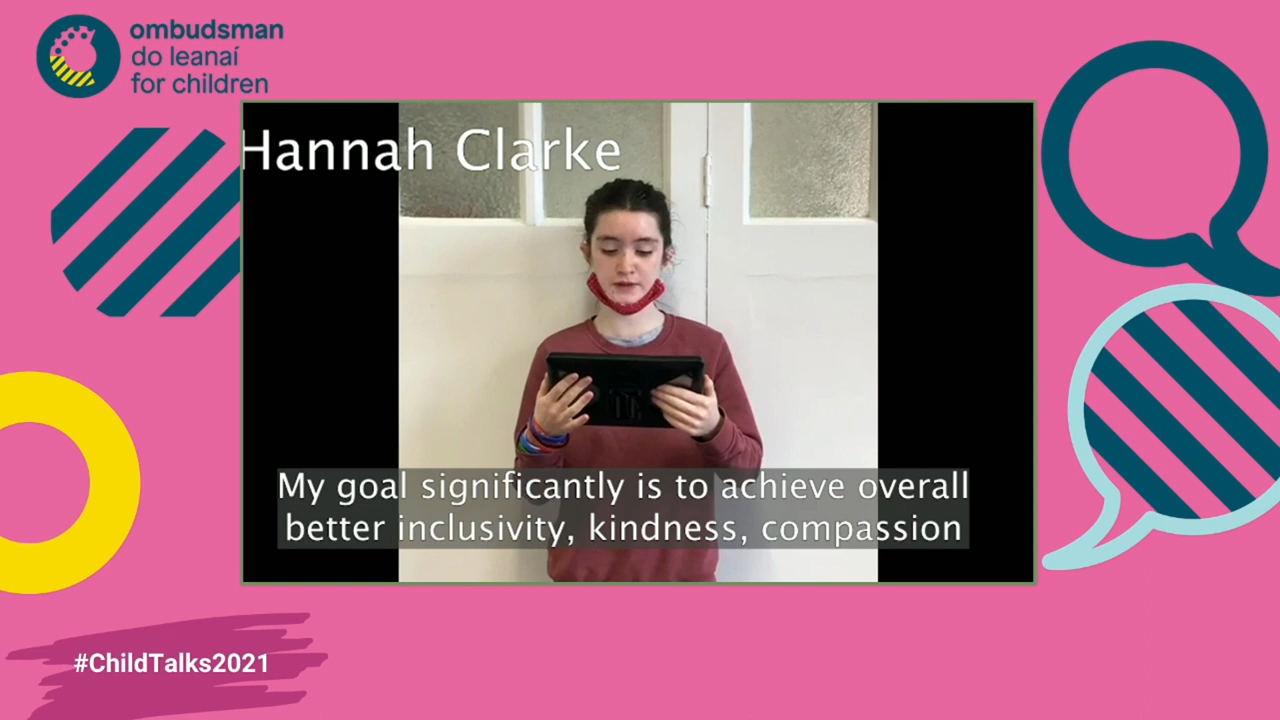 ombudsman
do leanaí
for children
Hannah Clarke
My goal significantly is to achieve overall
better inclusivity, kindness, compassion
#ChildTalks2021